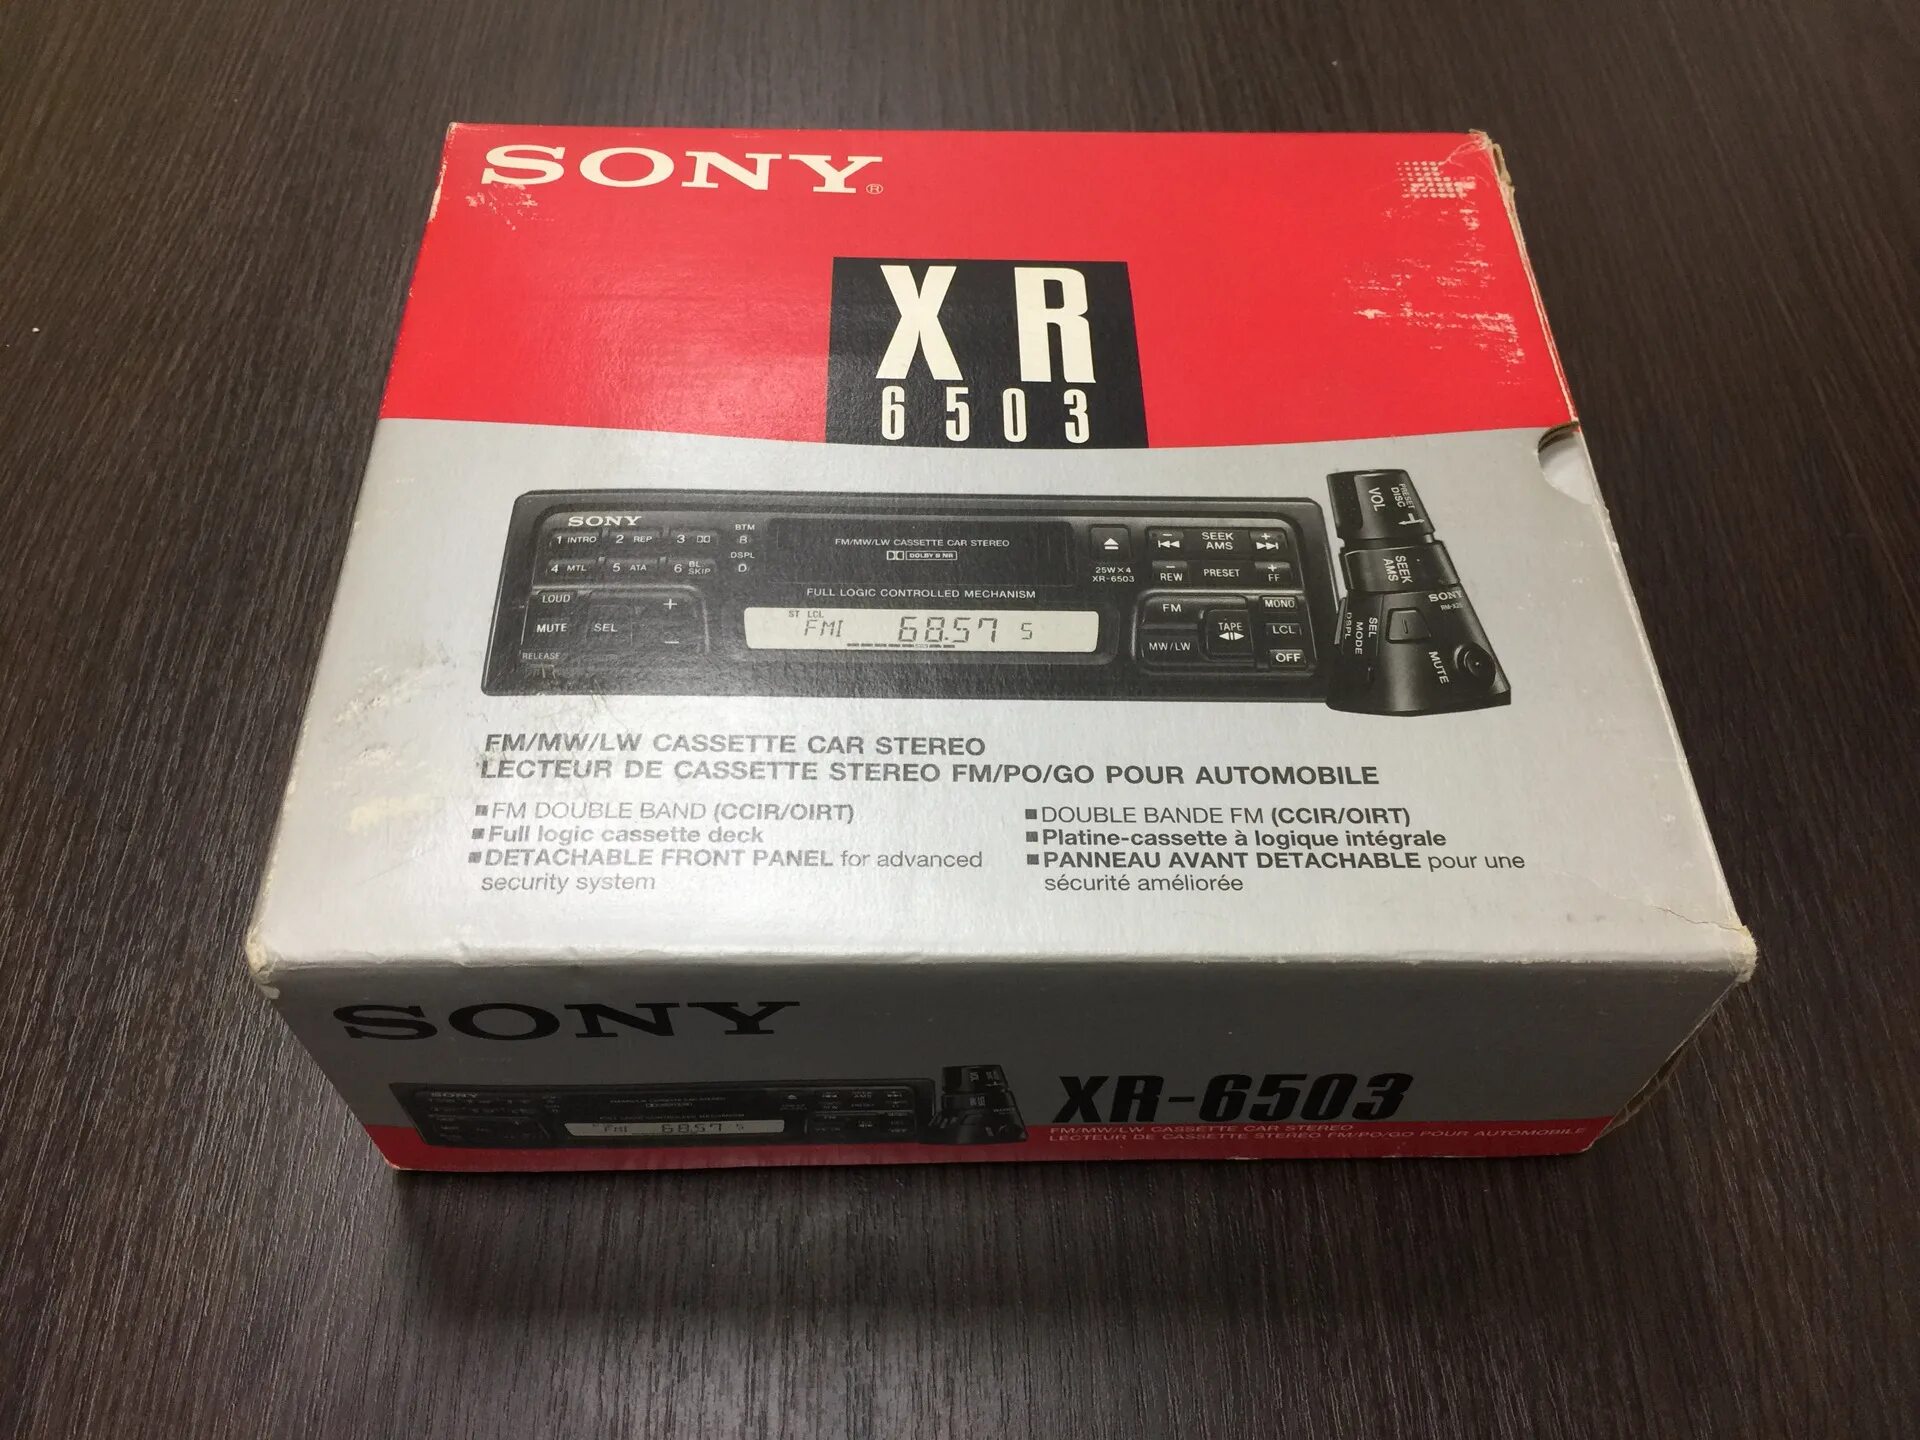 SONY®
XR
6503
SONY
1 INTRO 2 REP 3
4 MTL 5 ATA 6 BL SKIP
BTM
B
DSPL
D
FM/MW/LW CASSETTE CAR STEREO
DOLBY B NR
25W×4
XR-6503
SEEK
AMS
REW PRESET FF
FULL LOGIC CONTROLLED MECHANISM
LOUD
MUTE SEL + −
RELEASE
ST LCL
FM1 68.57 5
FM
MW/LW
TAPE
MONO
LCL
OFF
PRESET
DISC
VOL
SEEK
AMS
SONY
SEL
MODE
DSPL
MUTE
FM/MW/LW CASSETTE CAR STEREO
LECTEUR DE CASSETTE STEREO FM/PO/GO POUR AUTOMOBILE
■FM DOUBLE BAND (CCIR/OIRT)
■Full logic cassette deck
■DETACHABLE FRONT PANEL for advanced
security system
■DOUBLE BANDE FM (CCIR/OIRT)
■Platine-cassette à logique intégrale
■PANNEAU AVANT DETACHABLE pour une
sécurité améliorée
SONY
SONY
FM1 68.57 5
XR-6503
FM/MW/LW CASSETTE CAR STEREO
LECTEUR DE CASSETTE STEREO FM/PO/GO POUR AUTOMOBILE